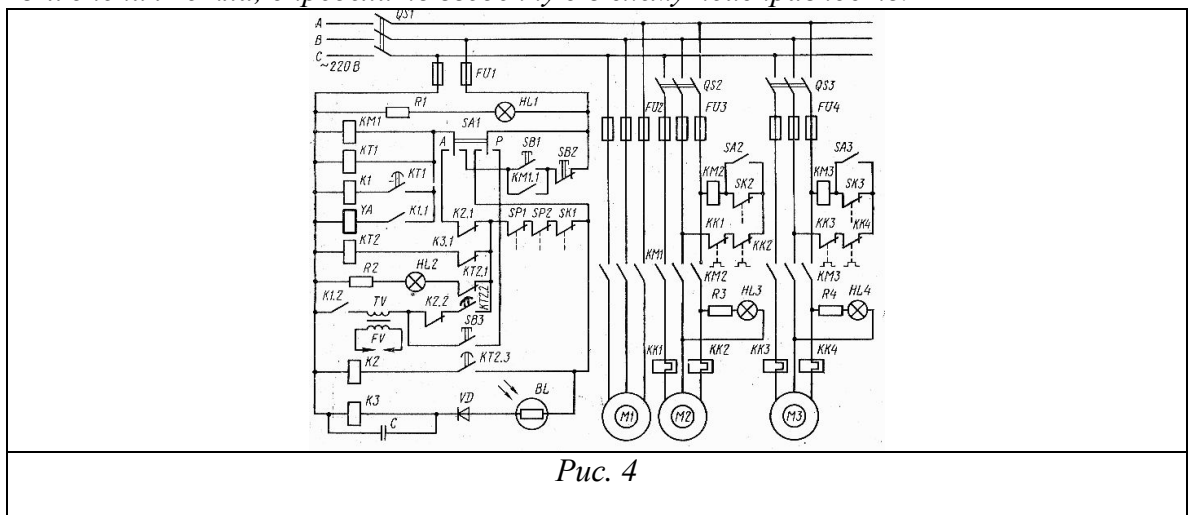 QS1
A
B
C
~220 В
FU1
QS2
QS3
FU2
FU3
FU4
R1
HL1
KM1
SA1
A
P
SB1
SB2
SA2
SA3
KT1
KM1.1
KM2
SK2
KM3
SK3
K1
KT1
YA
K1.1
K2.1
SP1
SP2
SK1
KK1
KK2
KK3
KK4
KT2
K3.1
KM1
R2
HL2
KT2.1
KM2
KM3
K1.2
TV
K2.2
KT2.2
R3
HL3
R4
HL4
FV
SB3
K2
KT2.3
KK1
KK2
KK3
KK4
K3
VD
BL
C
M1
M2
M3
Рис. 4